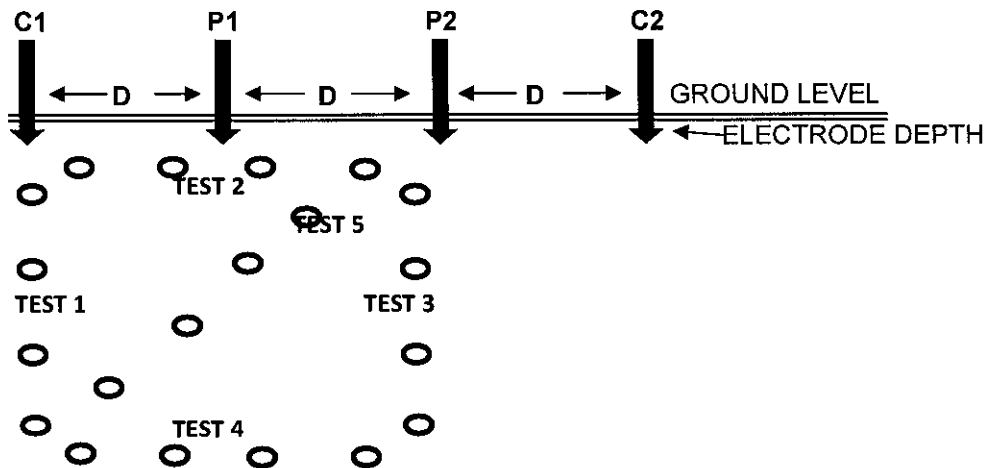 C1 P1 P2 C2
D D D GROUND LEVEL
ELECTRODE DEPTH
TEST 2
TEST 5
TEST 1 TEST 3
TEST 4